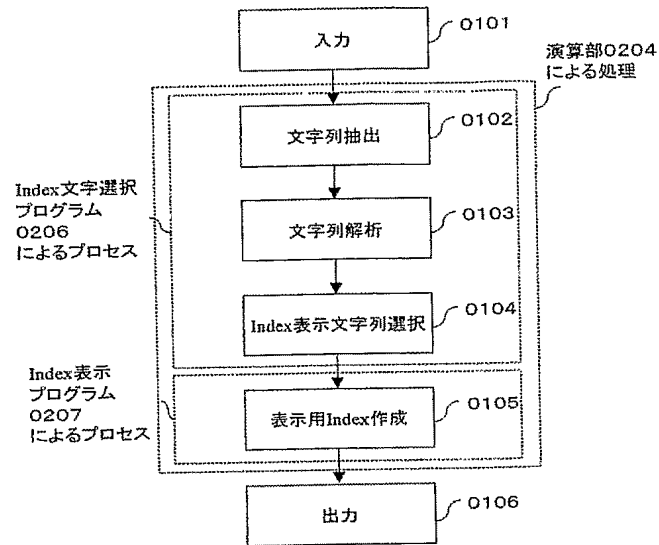 入力
0101
演算部0204
による処理
文字列抽出
0102
Index文字選択
プログラム
0206
によるプロセス
文字列解析
0103
Index表示文字列選択
0104
Index表示
プログラム
0207
によるプロセス
表示用Index作成
0105
出力
0106